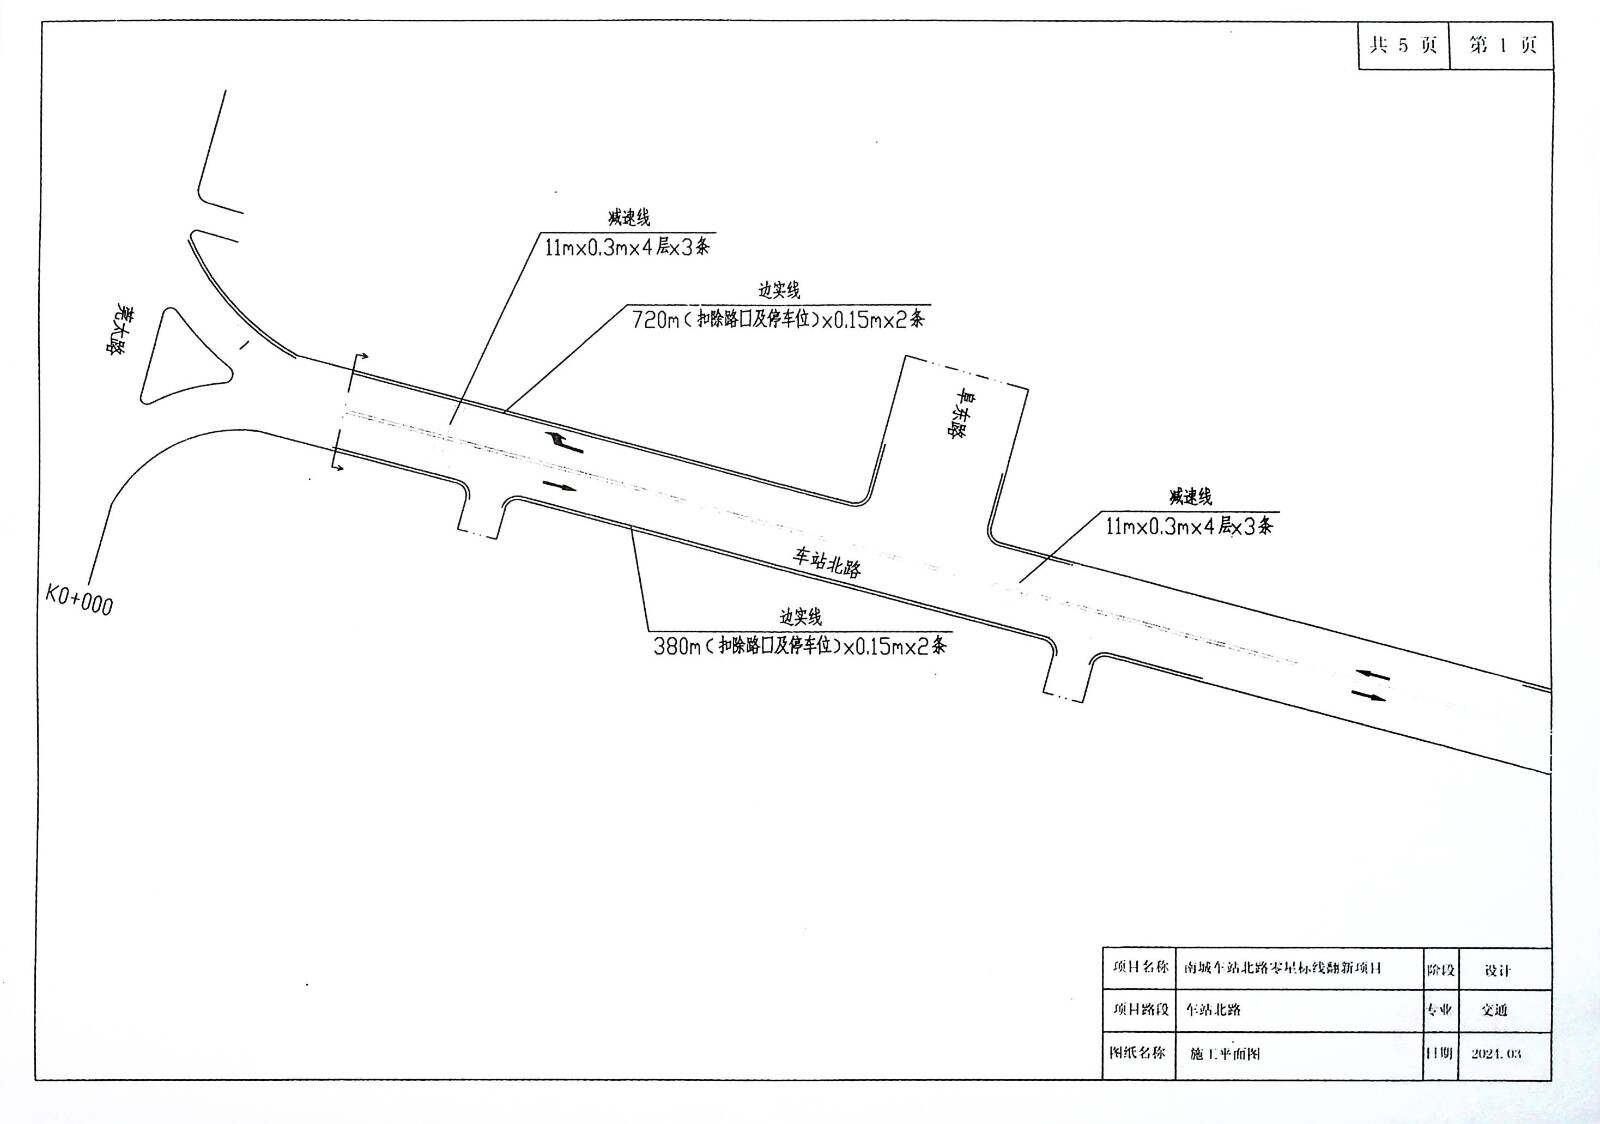 共 5 页 第 1 页
减速线
11m×0.3m×4层×3条
边实线
720m(扣除路口及停车位)×0.15m×2条
莞太路
阜东路
减速线
11m×0.3m×4层×3条
车站北路
K0+000
边实线
380m(扣除路口及停车位)×0.15m×2条
项目名称 南城车站北路零星标线翻新项目 阶段 设计
项目路段 车站北路 专业 交通
图纸名称 施工平面图 日期 2024.03